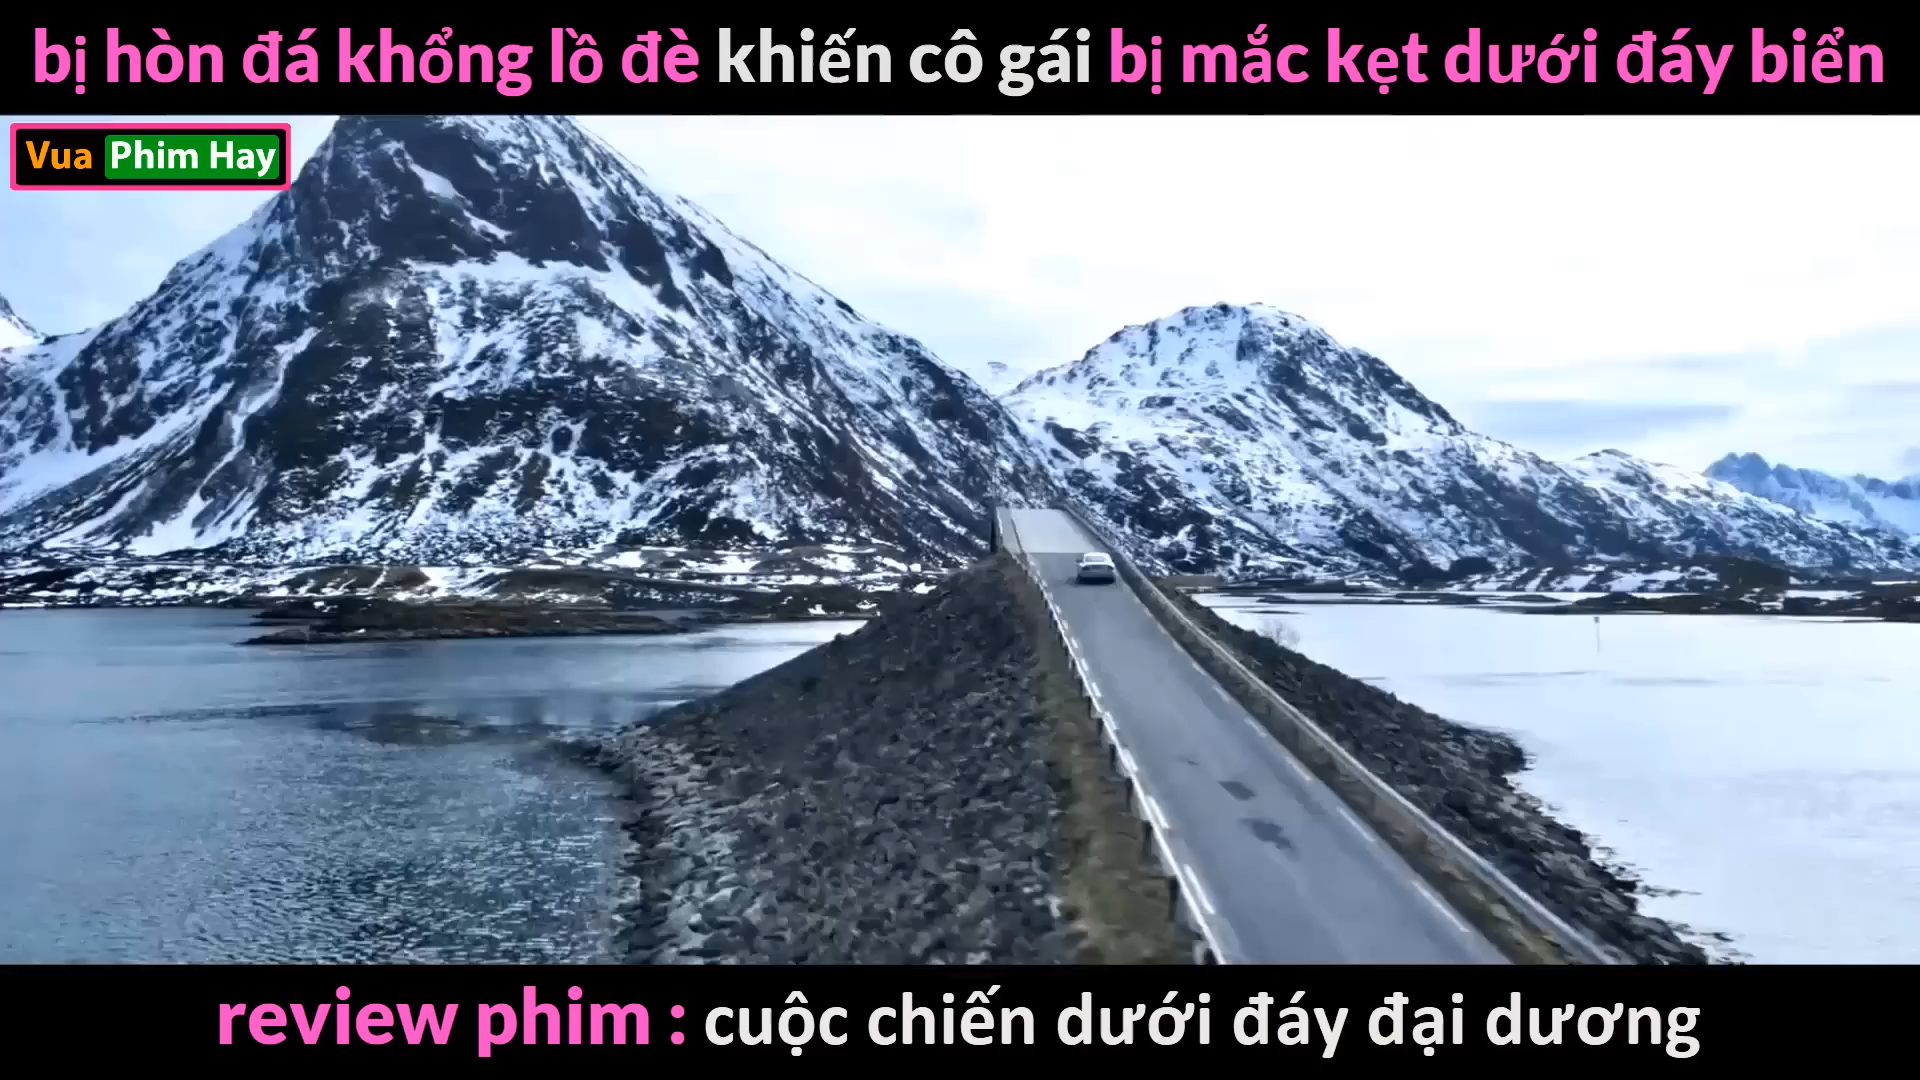 bị hòn đá khổng lồ đè khiến cô gái bị mắc kẹt dưới đáy biển
Vua Phim Hay
review phim : cuộc chiến dưới đáy đại dương